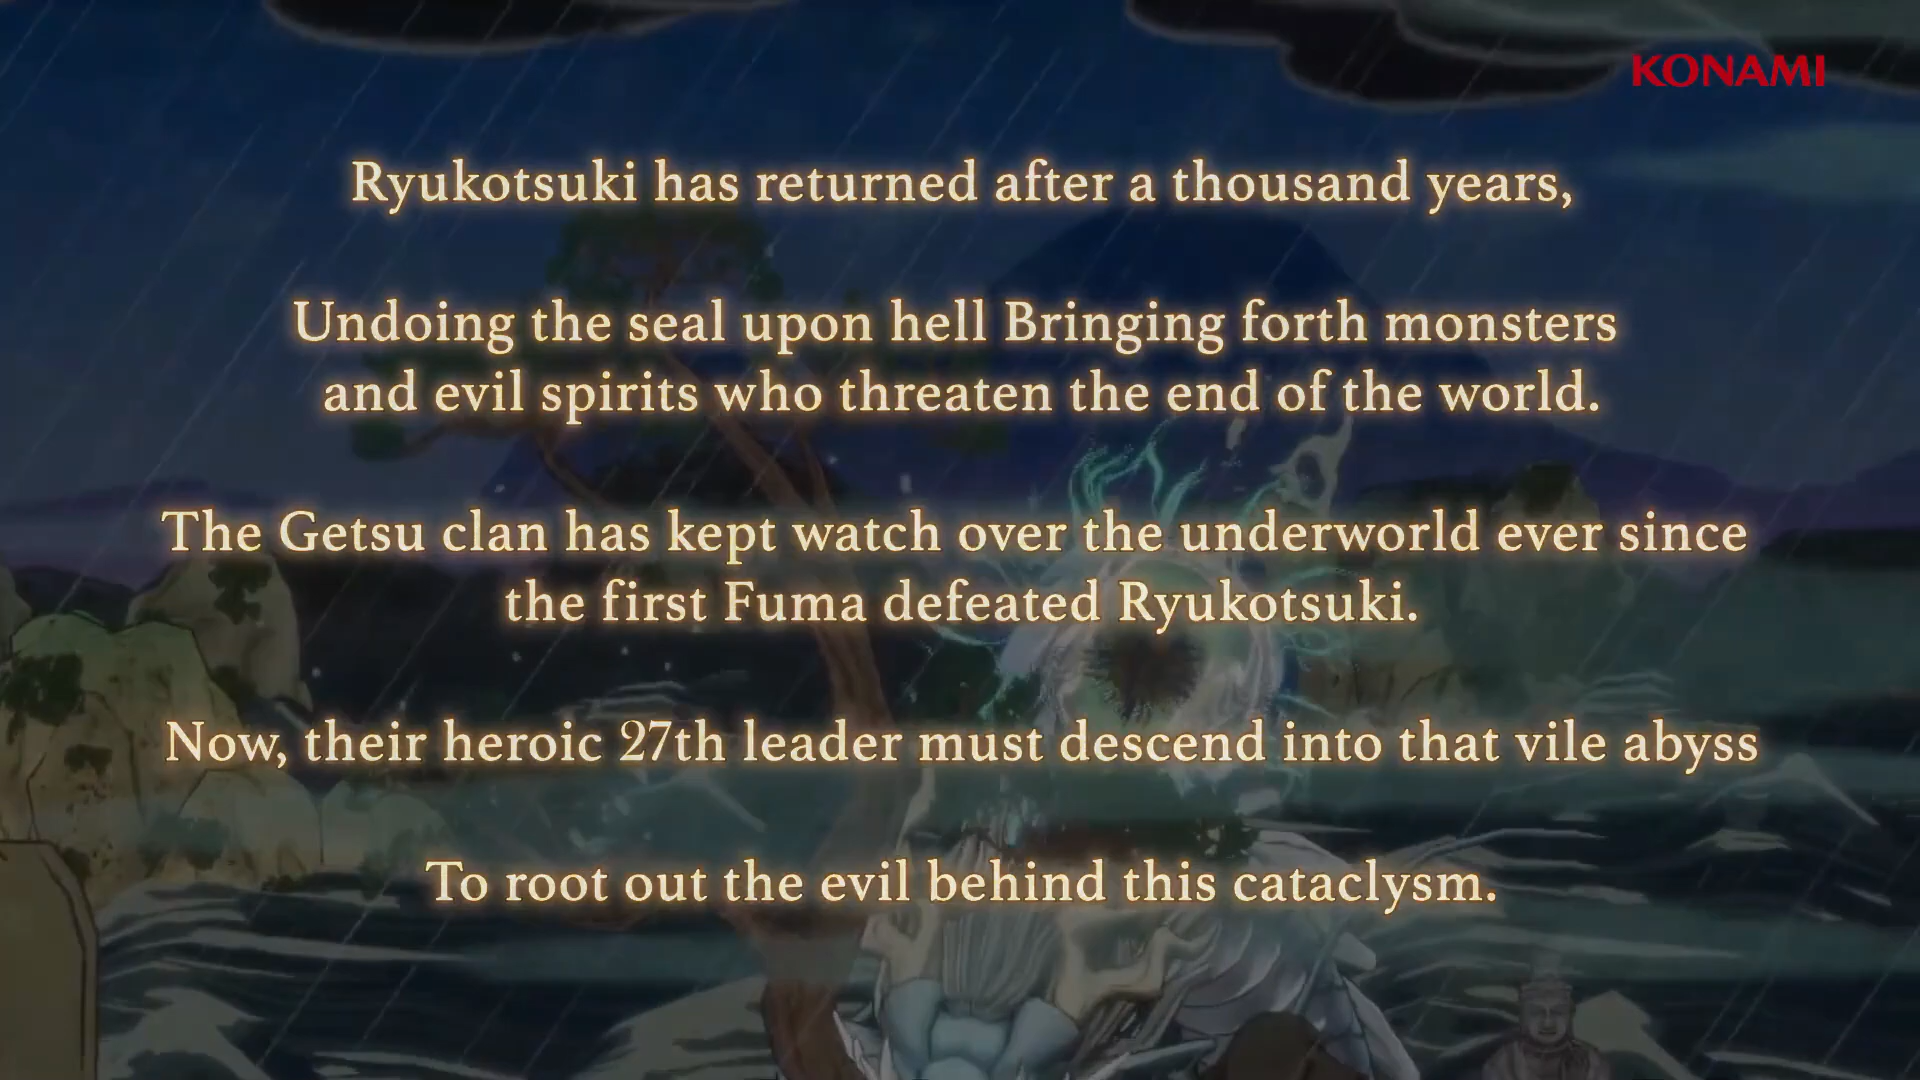 KONAMI
Ryukotsuki has returned after a thousand years,
Undoing the seal upon hell Bringing forth monsters
and evil spirits who threaten the end of the world.
The Getsu clan has kept watch over the underworld ever since
the first Fuma defeated Ryukotsuki.
Now, their heroic 27th leader must descend into that vile abyss
To root out the evil behind this cataclysm.